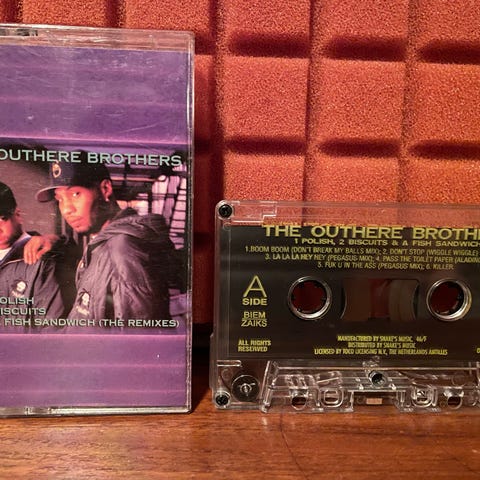 OUTHERE BROTHERS
OLISH
ISCUITS
FISH SANDWICH (THE REMIXES)
THE OUTHERE BROTHE
1 POLISH, 2 BISCUITS & A FISH SANDWICH
1.BOOM BOOM (DON'T BREAK MY BALLS MIX); 2. DON'T STOP (WIGGLE WIGGLE)
3. LA LA LA HEY HEY (PEGASUS MIX); 4. PASS THE TOILET PAPER (ALADINO
5. FUK U IN THE ASS (PEGASUS MIX); 6. KILLER.
A
SIDE
BIEM
ZAIKS
ALL RIGHTS
RESERVED
MANUFACTURED BY SNAKE'S MUSIC, 46/F
DISTRIBUTED BY SNAKE'S MUSIC
LICENSED BY TOCO LICENSING N.V., THE NETHERLANDS ANTILLES